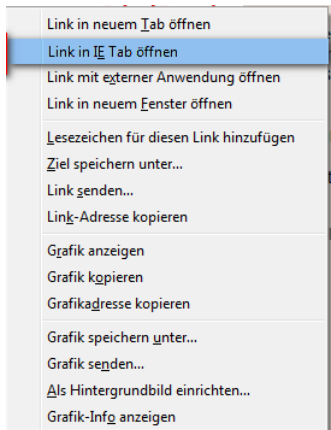 Link in neuem Tab öffnen
Link in IE Tab öffnen
Link mit externer Anwendung öffnen
Link in neuem Fenster öffnen
Lesezeichen für diesen Link hinzufügen
Ziel speichern unter...
Link senden...
Link-Adresse kopieren
Grafik anzeigen
Grafik kopieren
Grafikadresse kopieren
Grafik speichern unter...
Grafik senden...
Als Hintergrundbild einrichten...
Grafik-Info anzeigen